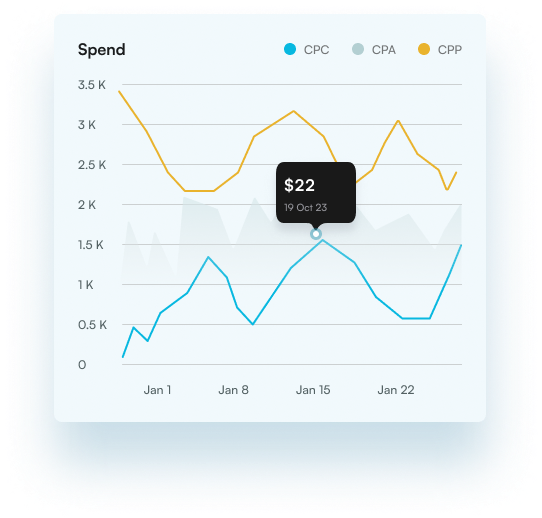 Spend
CPC CPA CPP
3.5 K
3 K
2.5 K
2 K
1.5 K
1 K
0.5 K
0
$22
19 Oct 23
Jan 1 Jan 8 Jan 15 Jan 22